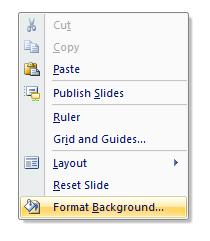 Cut
Copy
Paste
Publish Slides
Ruler
Grid and Guides...
Layout
Reset Slide
Format Background...